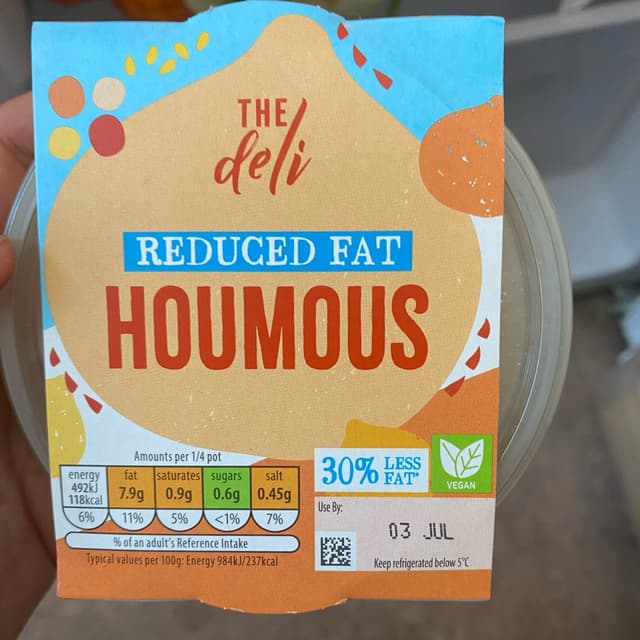 THE
deli
REDUCED FAT
HOUMOUS
Amounts per 1/4 pot
energy fat saturates sugars salt
492kJ
118kcal 7.9g 0.9g 0.6g 0.45g
6% 11% 5% <1% 7%
% of an adult's Reference Intake
Typical values per 100g: Energy 984kJ/237kcal
30% LESS
FAT*
VEGAN
Use By:
03 JUL
Keep refrigerated below 5°C